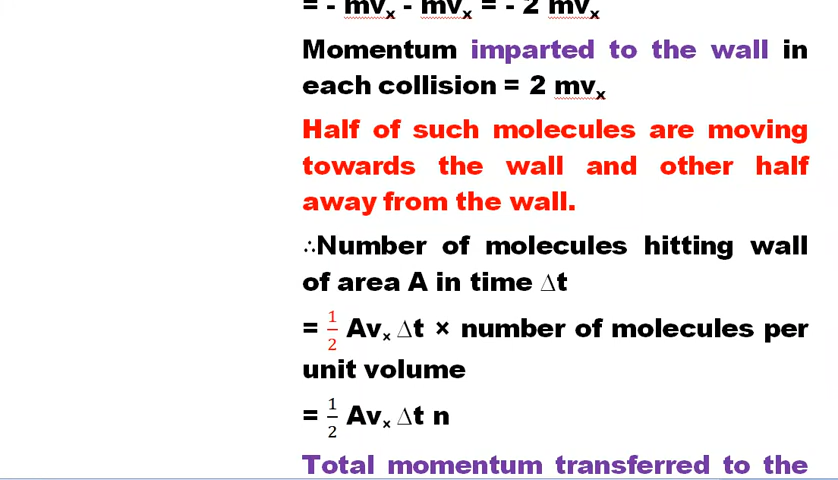 = - mvₓ - mvₓ = - 2 mvₓ
Momentum imparted to the wall in
each collision = 2 mvₓ
Half of such molecules are moving
towards the wall and other half
away from the wall.
∴Number of molecules hitting wall
of area A in time Δt
= 1/2 Avₓ Δt × number of molecules per
unit volume
= 1/2 Avₓ Δt n
Total momentum transferred to the